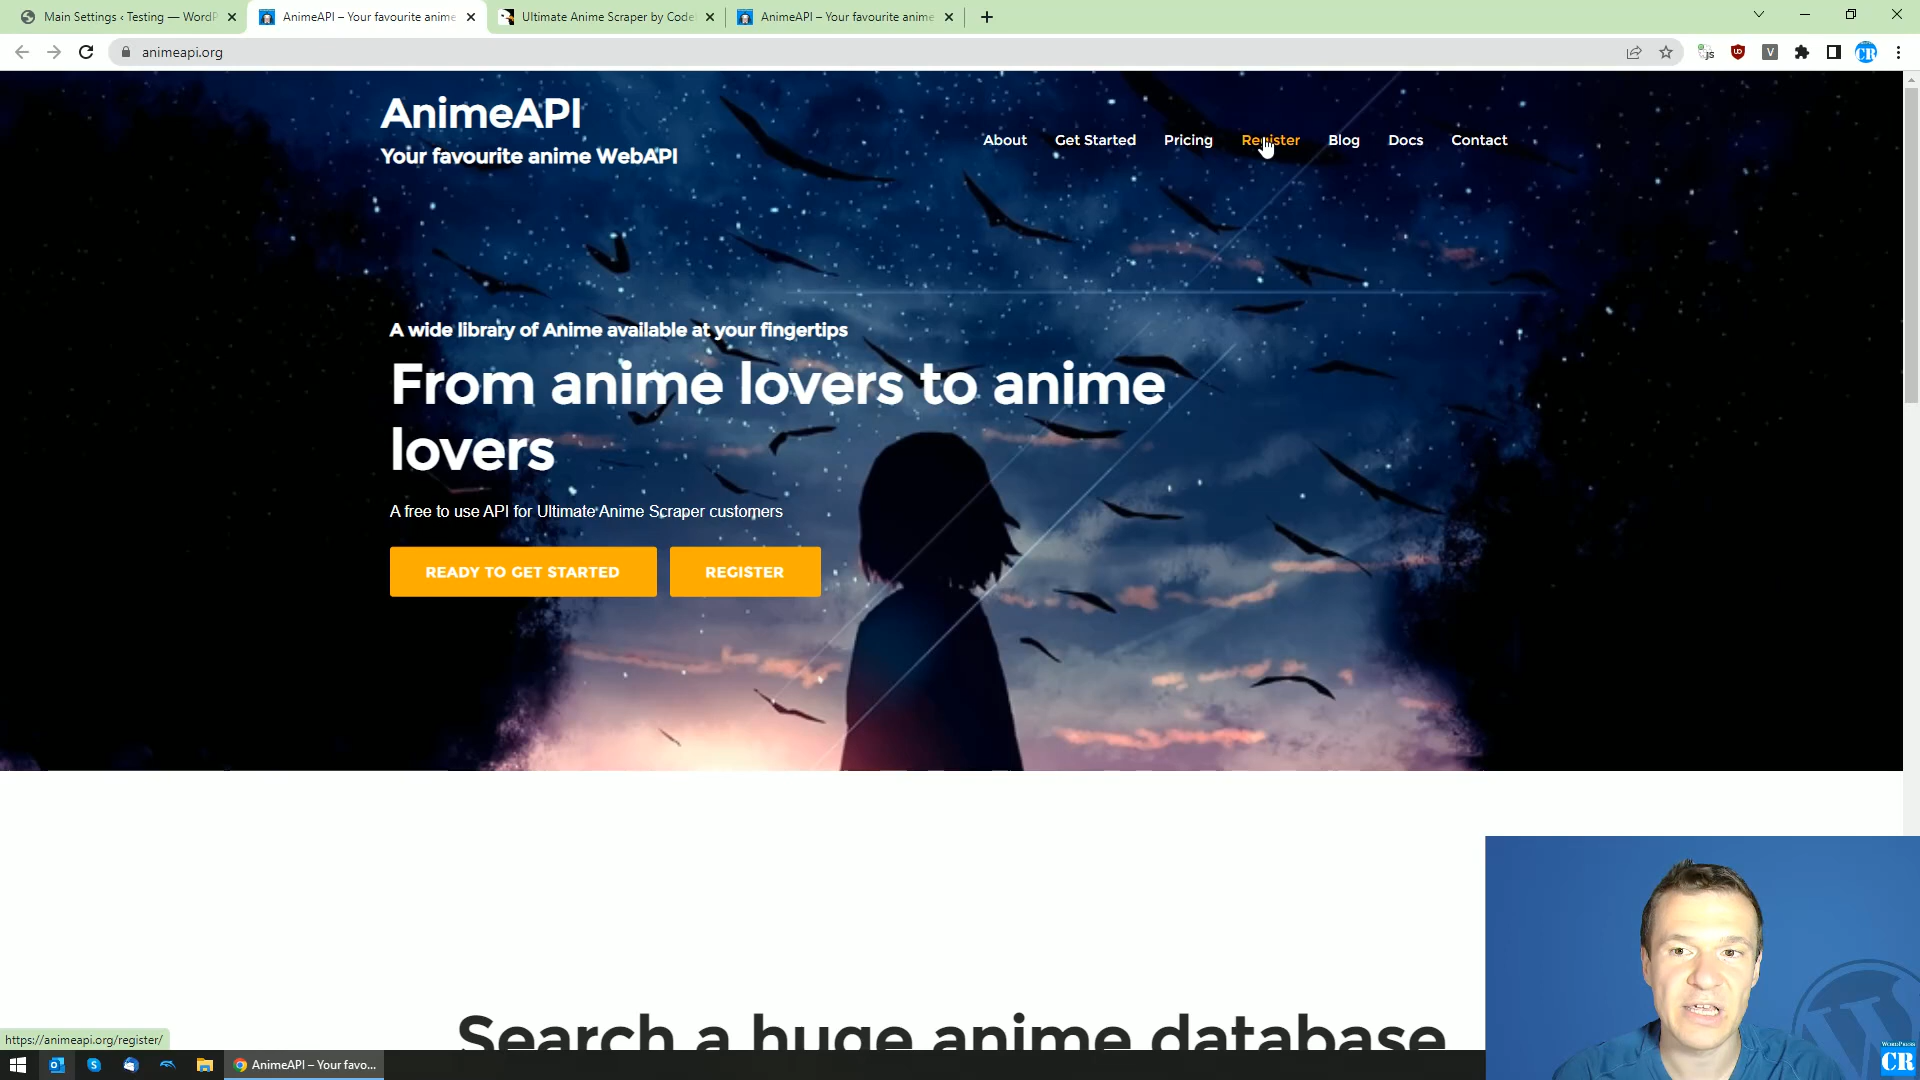 Main Settings ‹ Testing — WordP
AnimeAPI – Your favourite anime
Ultimate Anime Scraper by Code
AnimeAPI – Your favourite anime
animeapi.org
AnimeAPI
Your favourite anime WebAPI
About
Get Started
Pricing
Register
Blog
Docs
Contact
A wide library of Anime available at your fingertips
From anime lovers to anime
lovers
A free to use API for Ultimate Anime Scraper customers
READY TO GET STARTED
REGISTER
Search a huge anime database
https://animeapi.org/register/
AnimeAPI – Your favo...
WORDPRESS
CR